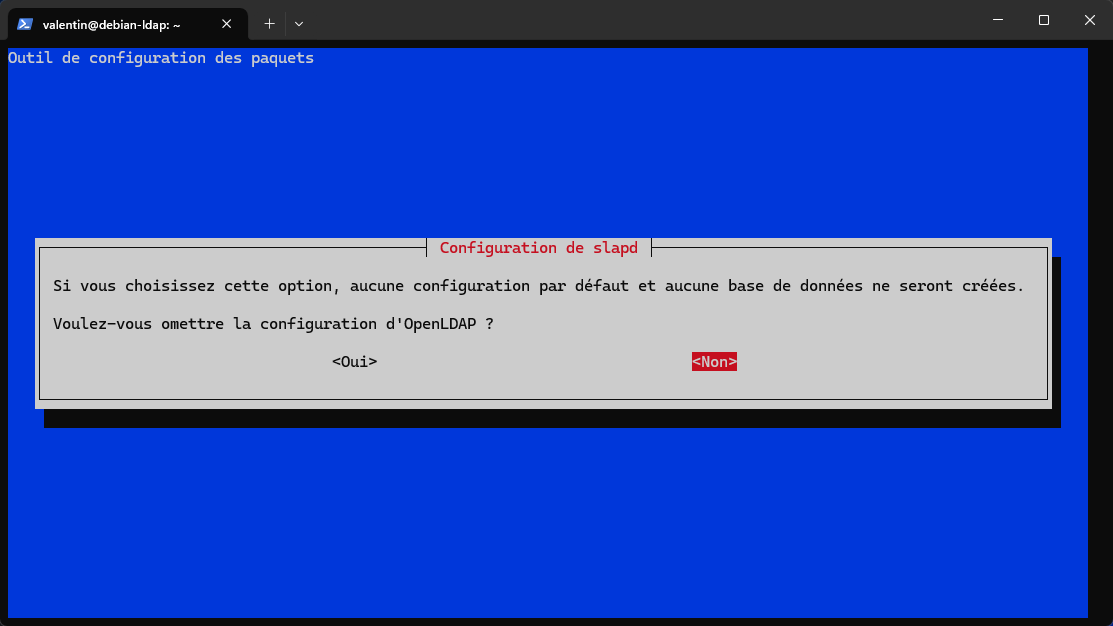 valentin@debian-ldap: ~
Outil de configuration des paquets
Configuration de slapd
Si vous choisissez cette option, aucune configuration par défaut et aucune base de données ne seront créées.
Voulez-vous omettre la configuration d'OpenLDAP ?
<Oui> <Non>